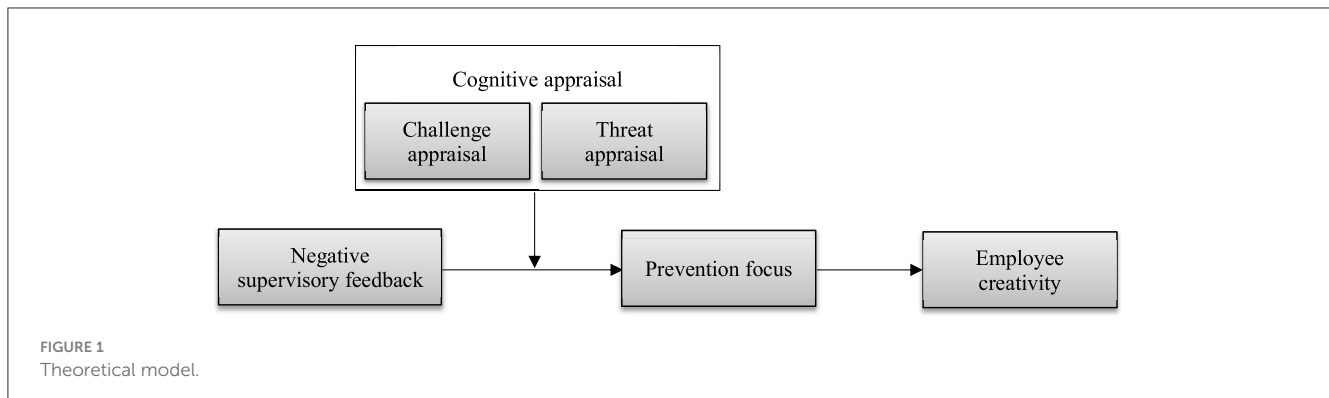 Cognitive appraisal
Challenge
appraisal
Threat
appraisal
Negative
supervisory feedback
Prevention focus
Employee
creativity
FIGURE 1
Theoretical model.